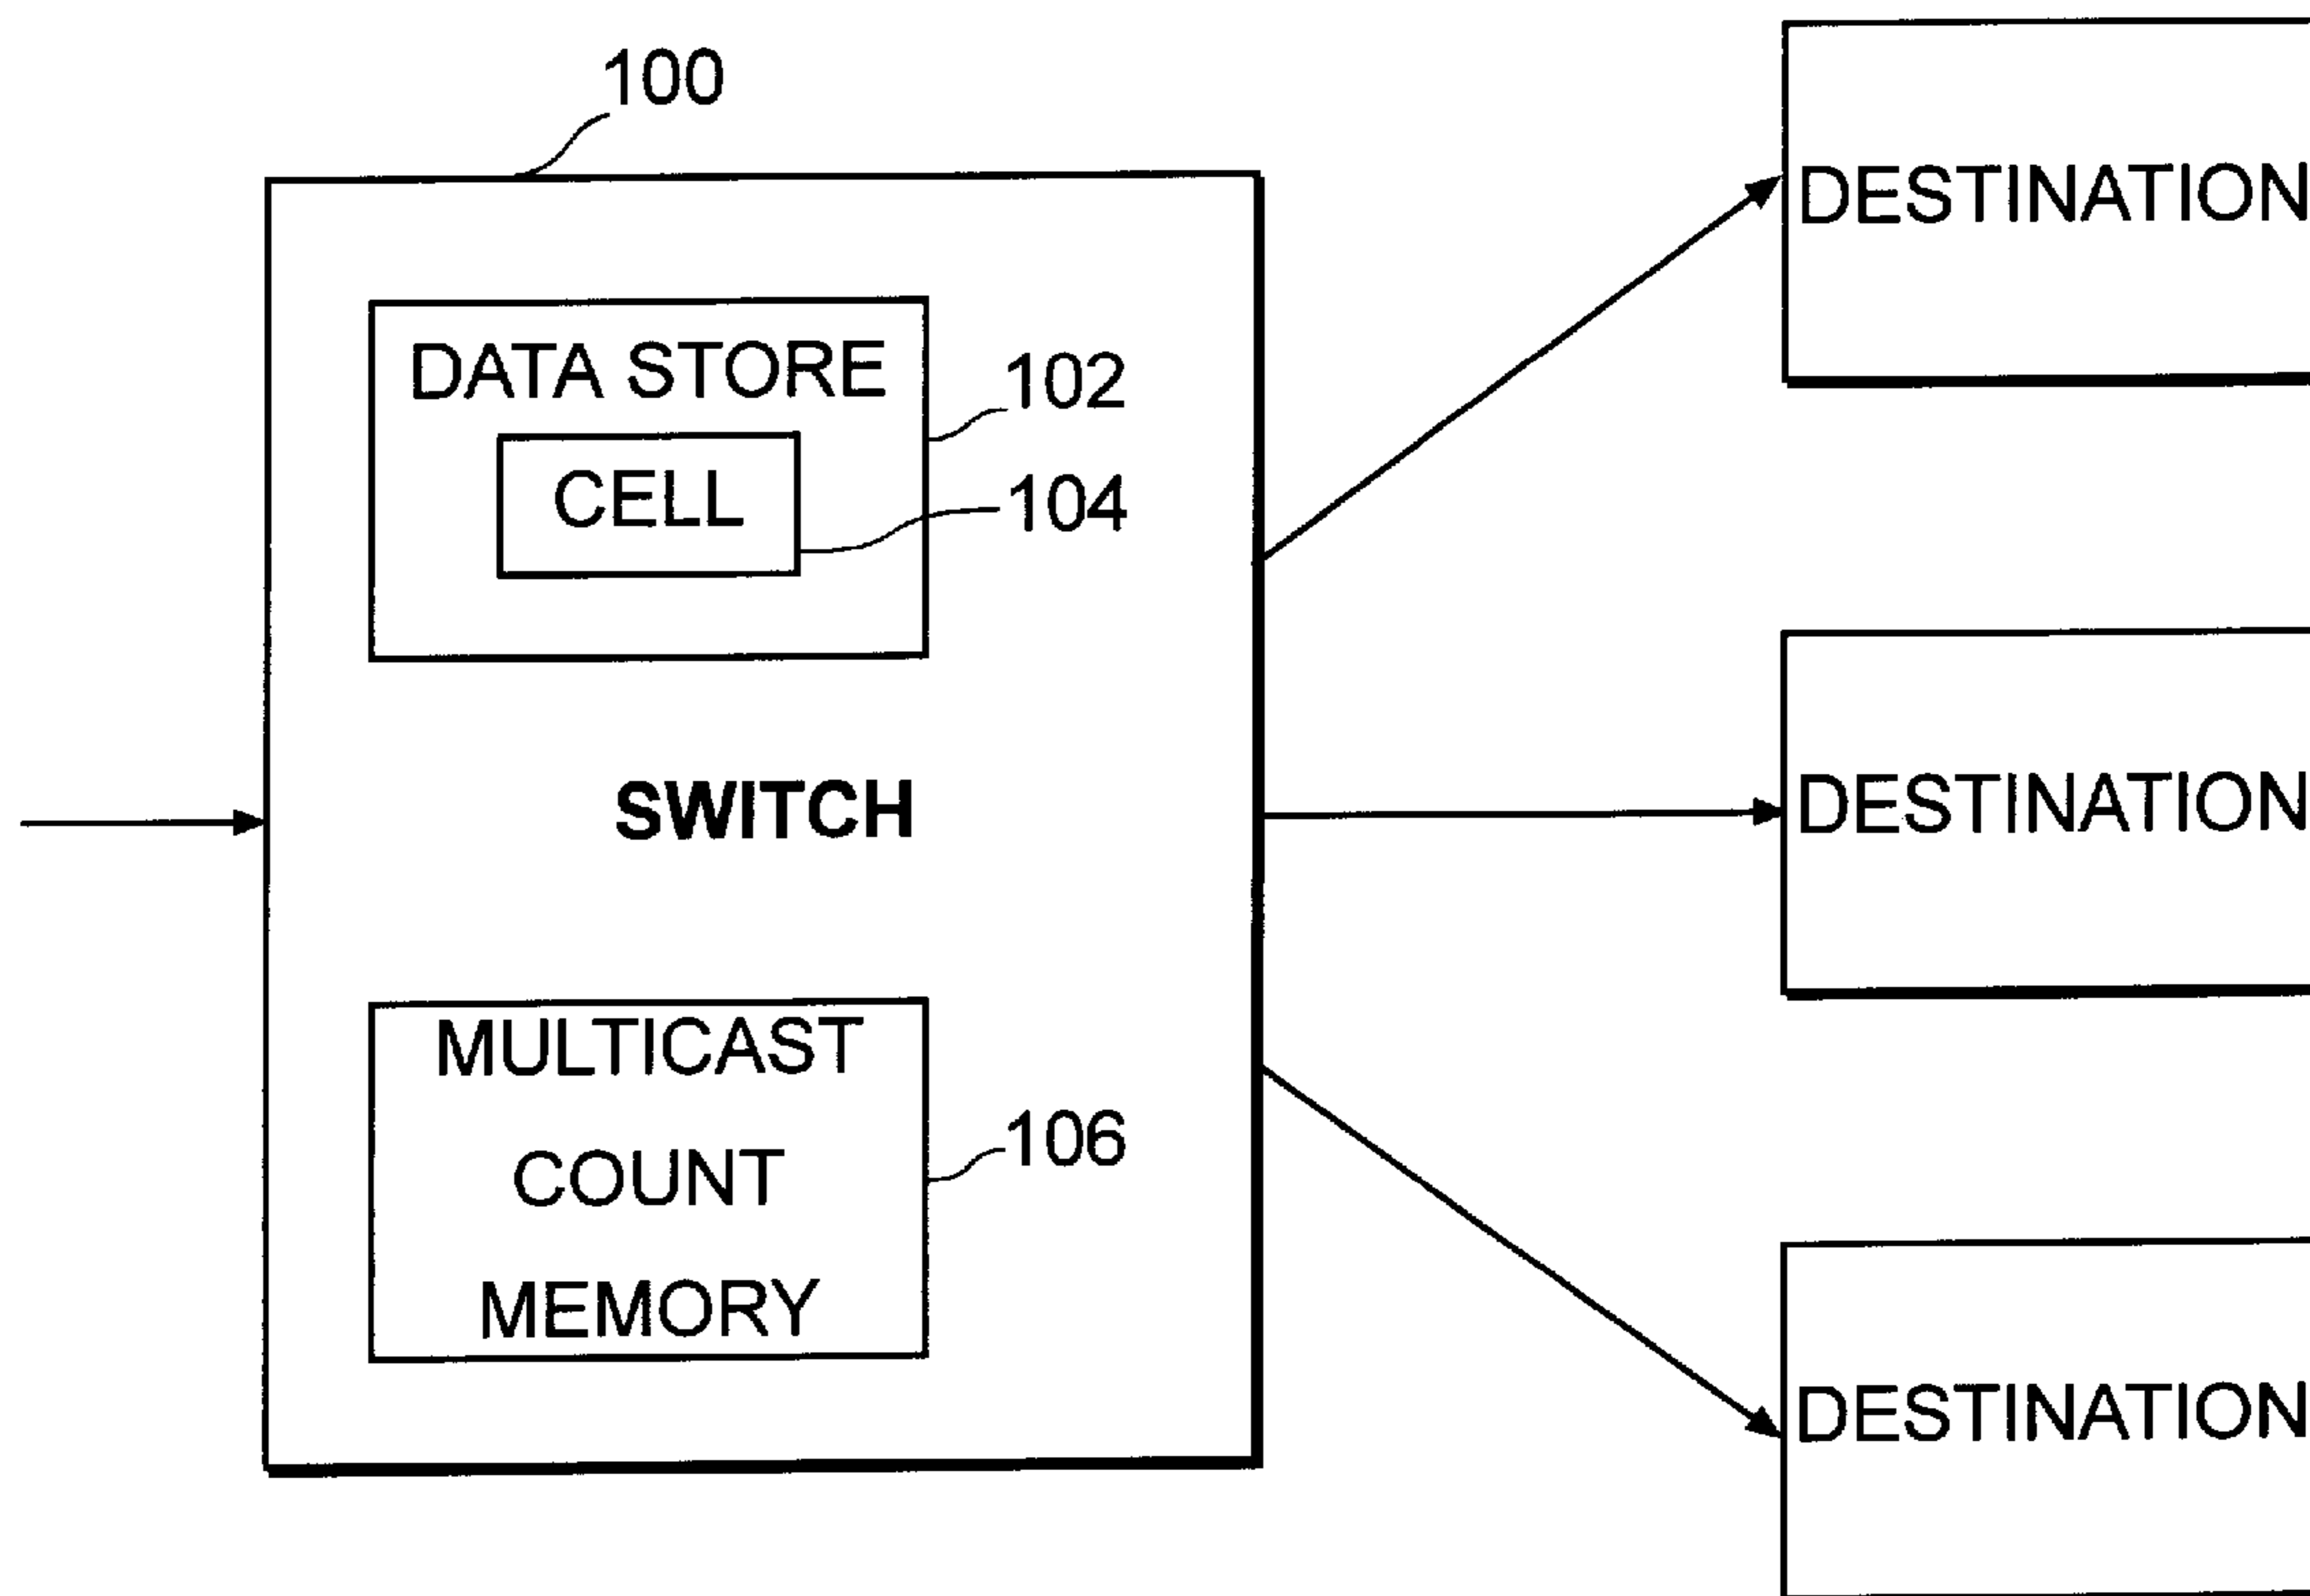 100
DATA STORE
102
CELL
104
SWITCH
MULTICAST
COUNT
MEMORY
106
DESTINATION
DESTINATION
DESTINATION